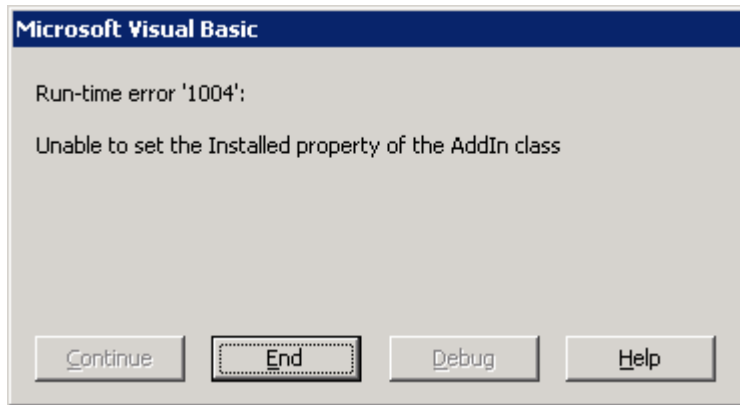 Microsoft Visual Basic
Run-time error '1004':
Unable to set the Installed property of the AddIn class
Continue End Debug Help